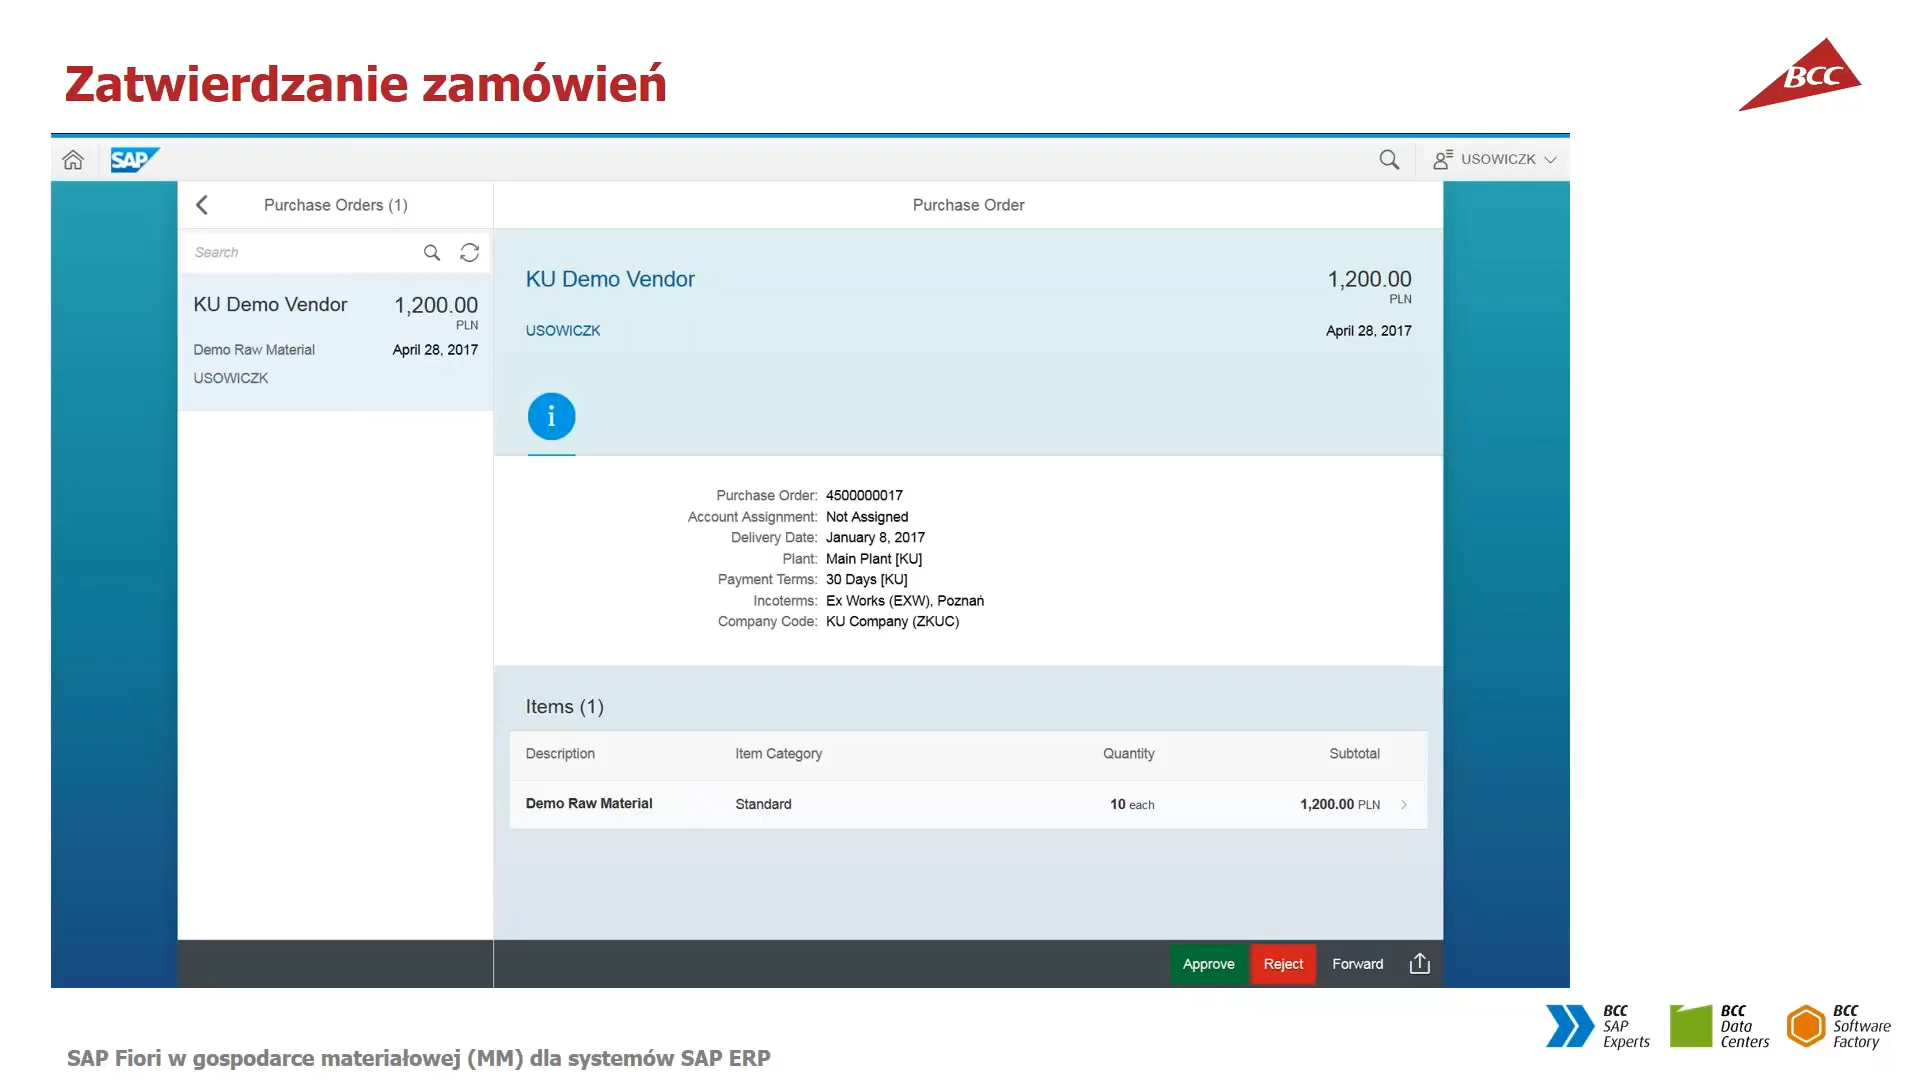 Zatwierdzanie zamówień
BCC
SAP
USOWICZK
Purchase Orders (1)
Purchase Order
Search
KU Demo Vendor 1,200.00
PLN
Demo Raw Material April 28, 2017
USOWICZK
KU Demo Vendor 1,200.00
PLN
USOWICZK April 28, 2017
i
Purchase Order: 4500000017
Account Assignment: Not Assigned
Delivery Date: January 8, 2017
Plant: Main Plant [KU]
Payment Terms: 30 Days [KU]
Incoterms: Ex Works (EXW), Poznań
Company Code: KU Company (ZKUC)
Items (1)
Description Item Category Quantity Subtotal
Demo Raw Material Standard 10 each 1,200.00 PLN
Approve Reject Forward
BCC
SAP
Experts
BCC
Data
Centers
BCC
Software
Factory
SAP Fiori w gospodarce materiałowej (MM) dla systemów SAP ERP